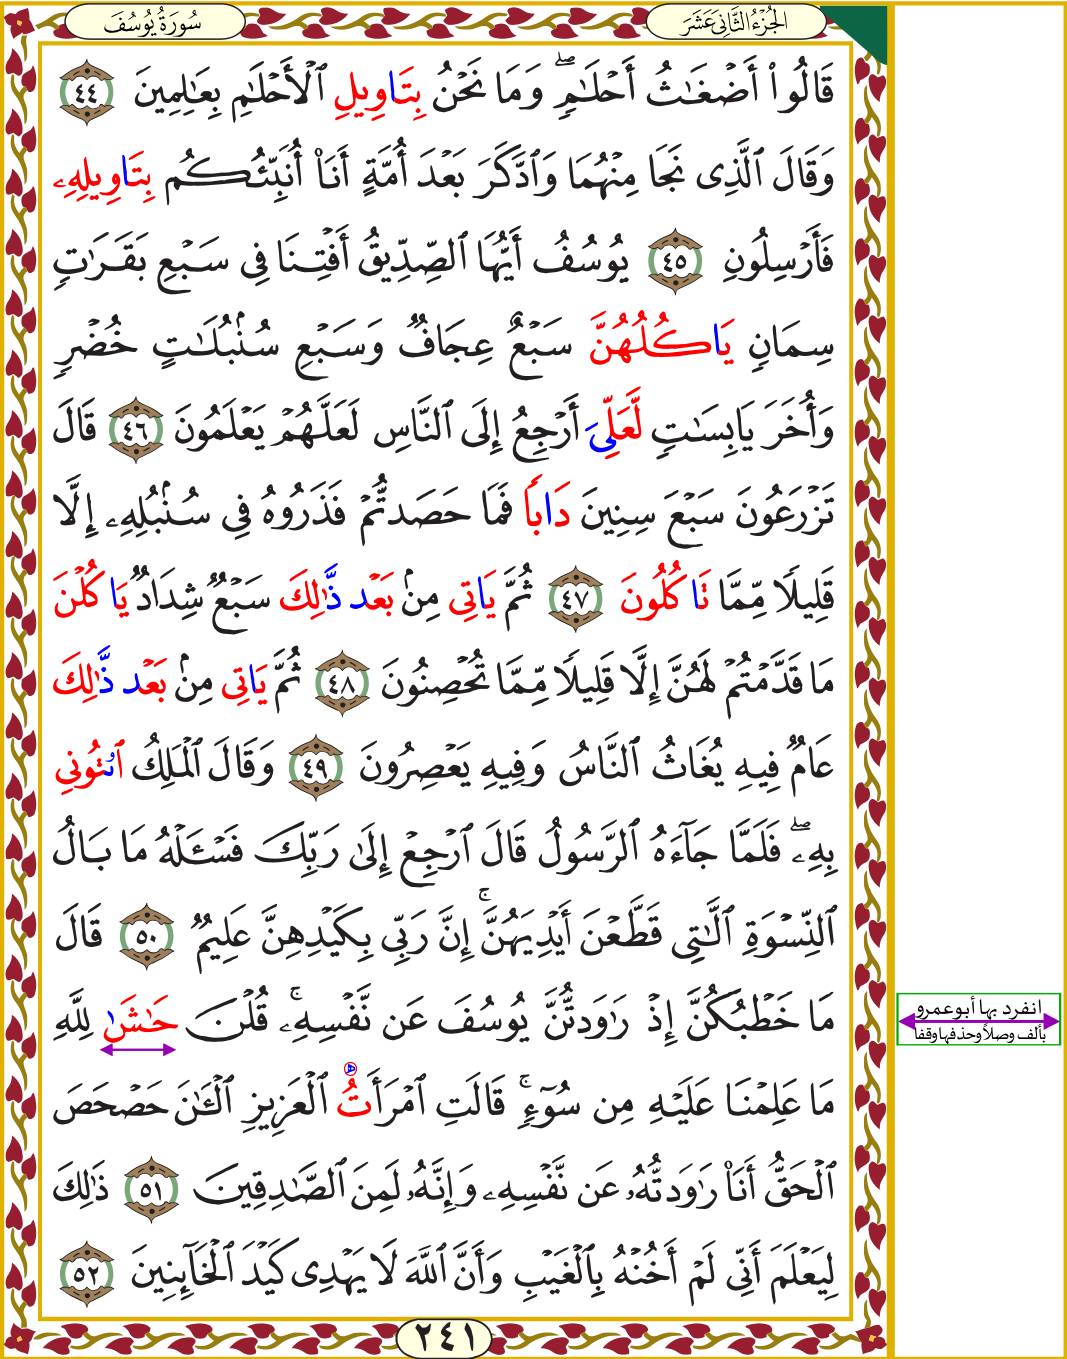 سُورَةُ يُوسُفَ
الجُزْءُ الثَّانِيَ عَشَرَ
قَالُوٓاْ أَضْغَٰثُ أَحْلَٰمٍۖ وَمَا نَحْنُ بِتَاوِيلِ ٱلْأَحْلَٰمِ بِعَٰلِمِينَ ٤٤
وَقَالَ ٱلَّذِى نَجَا مِنْهُمَا وَٱدَّكَرَ بَعْدَ أُمَّةٍ أَنَا۠ أُنَبِّئُكُم بِتَاوِيلِهِۦ
فَأَرْسِلُونِ ٤٥ يُوسُفُ أَيُّهَا ٱلصِّدِّيقُ أَفْتِنَا فِى سَبْعِ بَقَرَٰتٍ
سِمَانٍ يَاكُلُهُنَّ سَبْعٌ عِجَافٌ وَسَبْعِ سُنۢبُلَٰتٍ خُضْرٍ
وَأُخَرَ يَابِسَٰتٍ لَّعَلِّىَ أَرْجِعُ إِلَى ٱلنَّاسِ لَعَلَّهُمْ يَعْلَمُونَ ٤٦ قَالَ
تَزْرَعُونَ سَبْعَ سِنِينَ دَابًا فَمَا حَصَدتُّمْ فَذَرُوهُ فِى سُنۢبُلِهِۦ إِلَّا
قَلِيلًا مِّمَّا تَاكُلُونَ ٤٧ ثُمَّ يَاتِى مِنۢ بَعْد ذَّٰلِكَ سَبْعٌ شِدَادٌ يَاكُلْنَ
مَا قَدَّمْتُمْ لَهُنَّ إِلَّا قَلِيلًا مِّمَّا تُحْصِنُونَ ٤٨ ثُمَّ يَاتِى مِنۢ بَعْد ذَّٰلِكَ
عَامٌ فِيهِ يُغَاثُ ٱلنَّاسُ وَفِيهِ يَعْصِرُونَ ٤٩ وَقَالَ ٱلْمَلِكُ ٱوتُونِى
بِهِۦۖ فَلَمَّا جَآءَهُ ٱلرَّسُولُ قَالَ ٱرْجِعْ إِلَىٰ رَبِّكَ فَسْـَٔلْهُ مَا بَالُ
ٱلنِّسْوَةِ ٱلَّٰتِى قَطَّعْنَ أَيْدِيَهُنَّۚ إِنَّ رَبِّى بِكَيْدِهِنَّ عَلِيمٌ ٥٠ قَالَ
مَا خَطْبُكُنَّ إِذْ رَٰوَدتُّنَّ يُوسُفَ عَن نَّفْسِهِۦۚ قُلْنَ حَٰشَىٰ لِلَّهِ
مَا عَلِمْنَا عَلَيْهِ مِن سُوٓءٍۚ قَالَتِ ٱمْرَأَتُ ٱلْعَزِيزِ ٱلْـَٰٔنَ حَصْحَصَ
ٱلْحَقُّ أَنَا۠ رَٰوَدتُّهُۥ عَن نَّفْسِهِۦ وَإِنَّهُۥ لَمِنَ ٱلصَّٰدِقِينَ ٥١ ذَٰلِكَ
لِيَعْلَمَ أَنِّى لَمْ أَخُنْهُ بِٱلْغَيْبِ وَأَنَّ ٱللَّهَ لَا يَهْدِى كَيْدَ ٱلْخَآئِنِينَ ٥٢
انفرد بها أبوعمرو
بألف وصلاً وحذفها وقفا
٢٤١